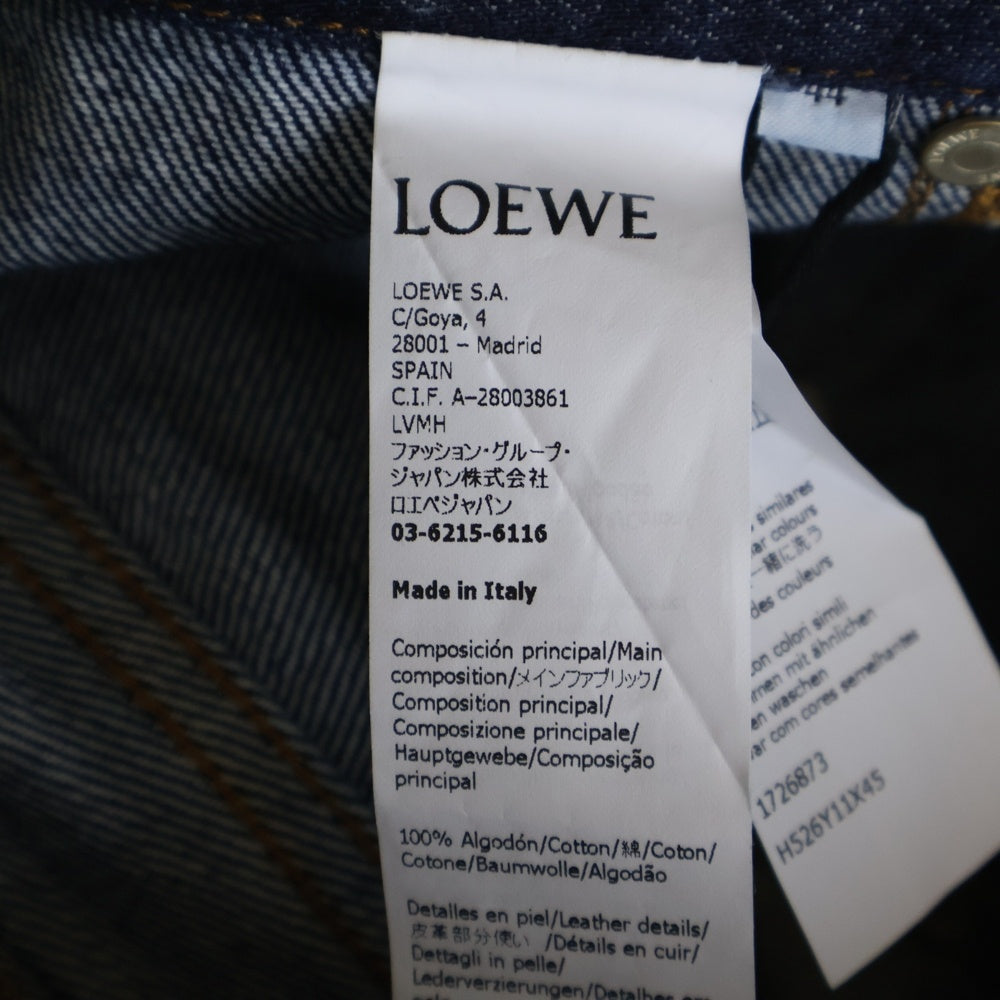 44
LOEWE
LOEWE
LOEWE S.A.
C/Goya, 4
28001 – Madrid
SPAIN
C.I.F. A–28003861
LVMH
ファッション・グループ・
ジャパン株式会社
ロエベジャパン
03-6215-6116
Made in Italy
Composición principal/Main
composition/メインファブリック/
Composition principal/
Composizione principale/
Hauptgewebe/Composição
principal
100% Algodón/Cotton/綿/Coton/
Cotone/Baumwolle/Algodão
Detalles en piel/Leather details/
皮革部分使い /Détails en cuir/
Dettagli in pelle/
Lederverzierungen/Detalhes em
similares
colours
一緒に洗う
des couleurs
colori simili
mit ähnlichen
waschen
com cores semelhantes
1726873
H526Y11X45